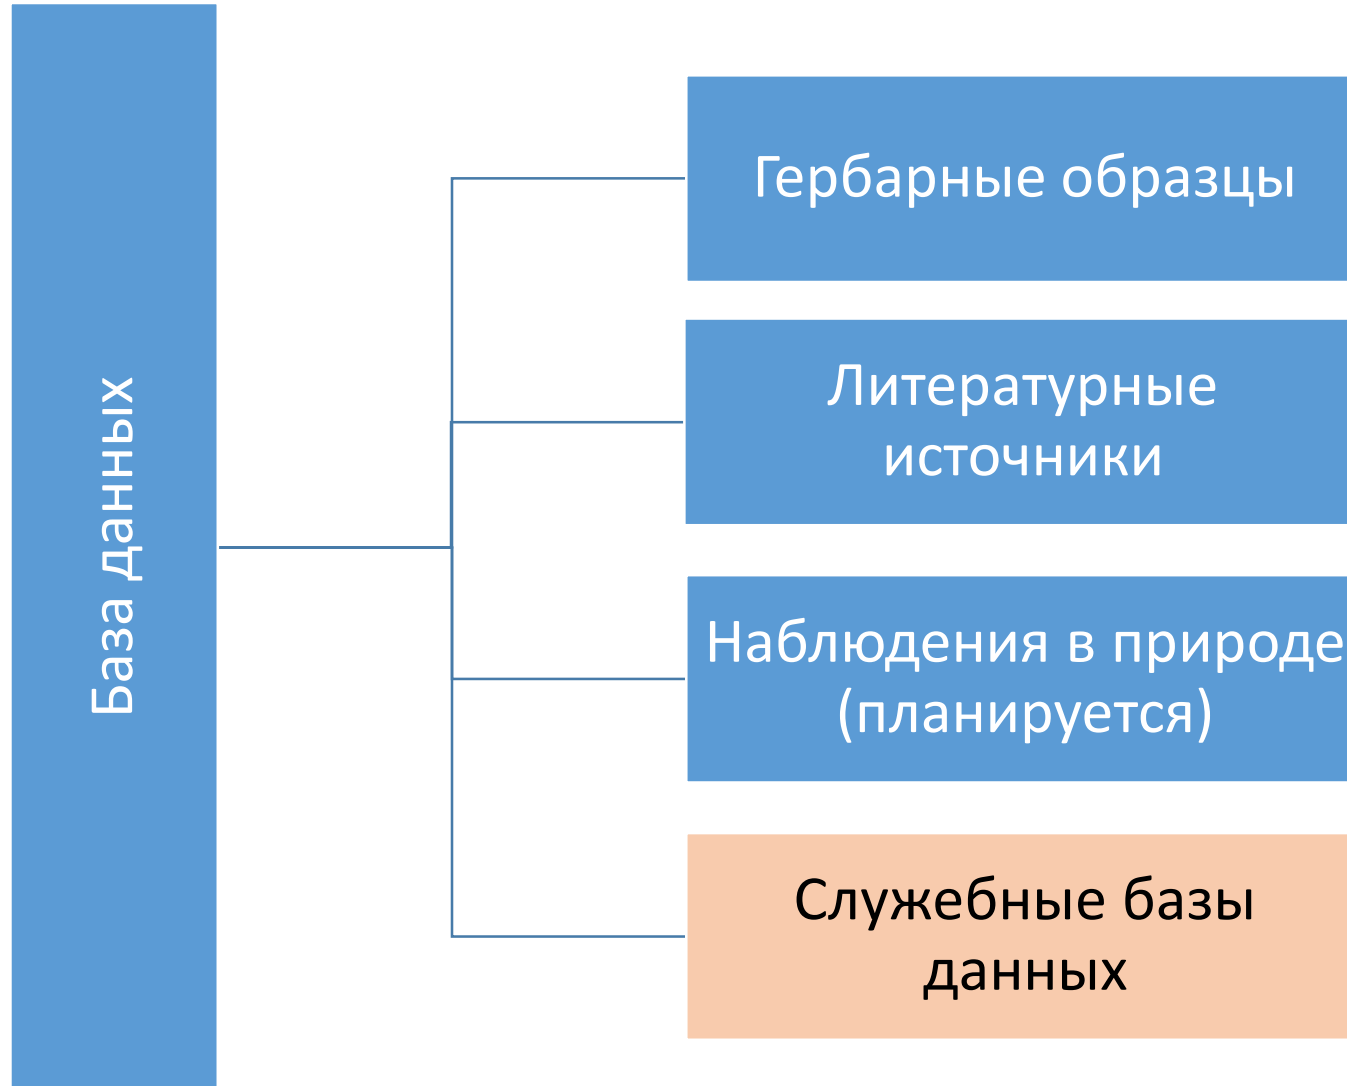 База данных
Гербарные образцы
Литературные
источники
Наблюдения в природе
(планируется)
Служебные базы
данных